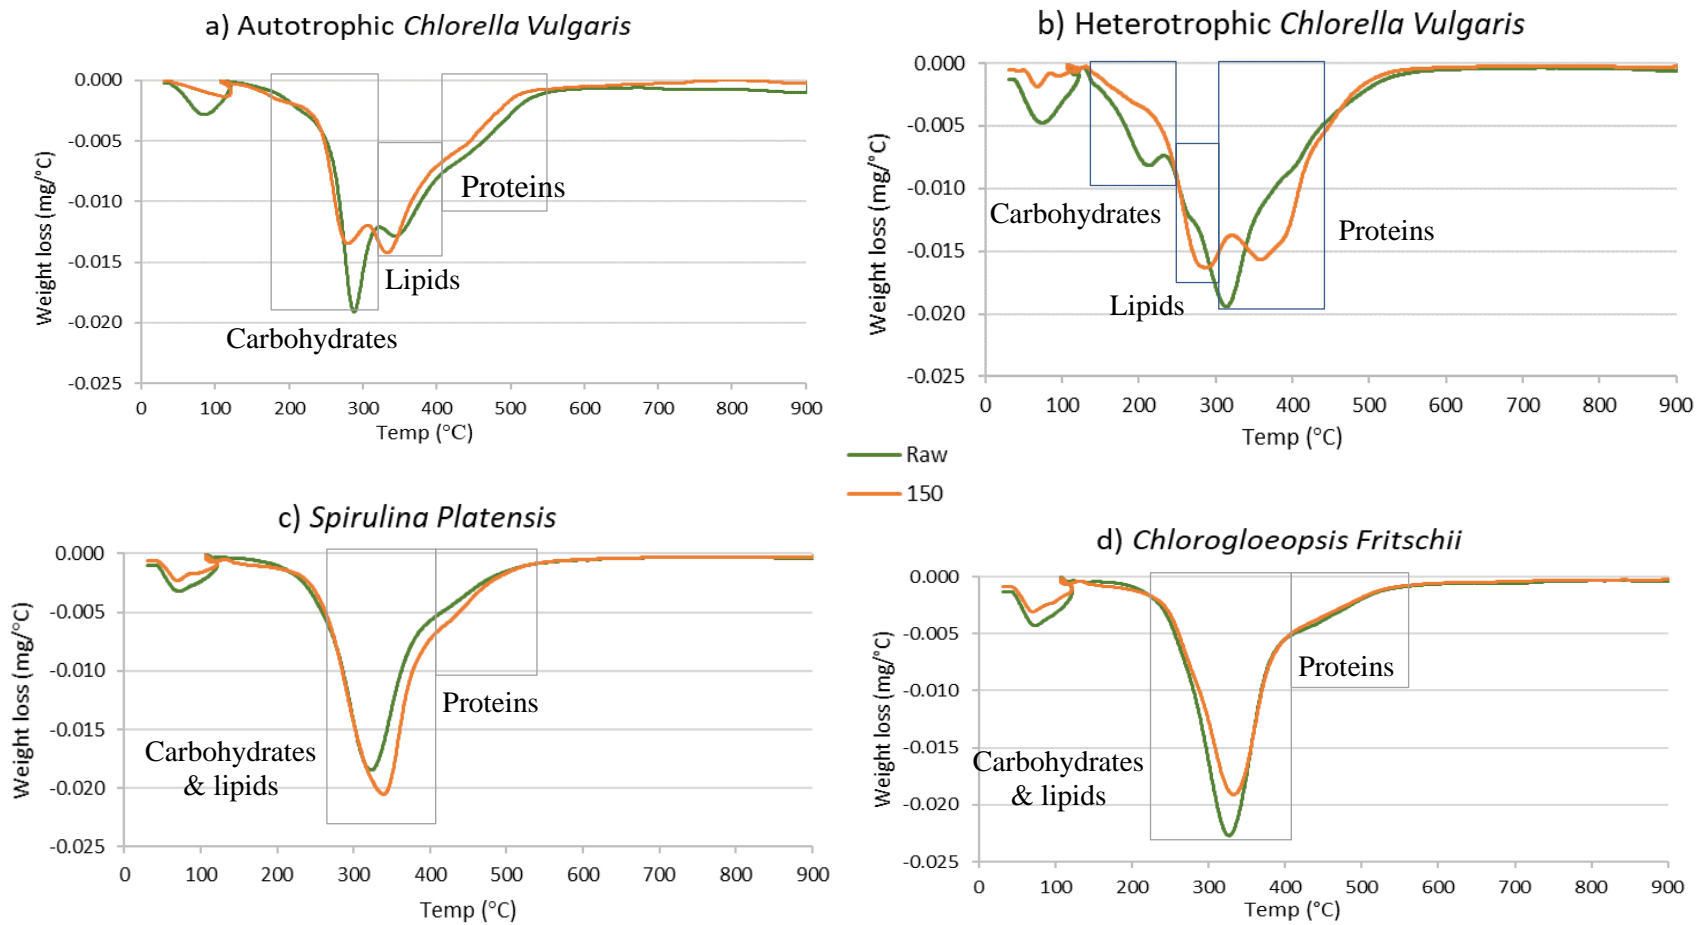 a) Autotrophic Chlorella Vulgaris
0.000
-0.005
-0.010
-0.015
-0.020
-0.025
Weight loss (mg/°C)
Proteins
Lipids
Carbohydrates
0 100 200 300 400 500 600 700 800 900
Temp (°C)
b) Heterotrophic Chlorella Vulgaris
0.000
-0.005
-0.010
-0.015
-0.020
-0.025
Weight loss (mg/°C)
Carbohydrates
Proteins
Lipids
0 100 200 300 400 500 600 700 800 900
Temp (°C)
Raw
150
c) Spirulina Platensis
0.000
-0.005
-0.010
-0.015
-0.020
-0.025
Weight loss (mg/°C)
Proteins
Carbohydrates
& lipids
0 100 200 300 400 500 600 700 800 900
Temp (°C)
d) Chlorogloeopsis Fritschii
0.000
-0.005
-0.010
-0.015
-0.020
-0.025
Weight loss (mg/°C)
Proteins
Carbohydrates
& lipids
0 100 200 300 400 500 600 700 800 900
Temp (°C)